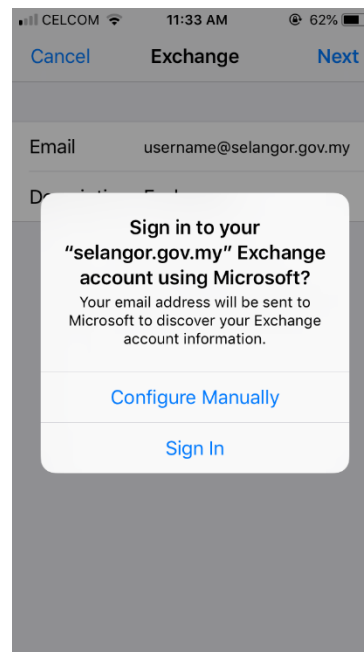 CELCOM 11:33 AM 62%
Cancel Exchange Next
Email username@selangor.gov.my
Sign in to your
“selangor.gov.my” Exchange
account using Microsoft?
Your email address will be sent to
Microsoft to discover your Exchange
account information.
Configure Manually
Sign In